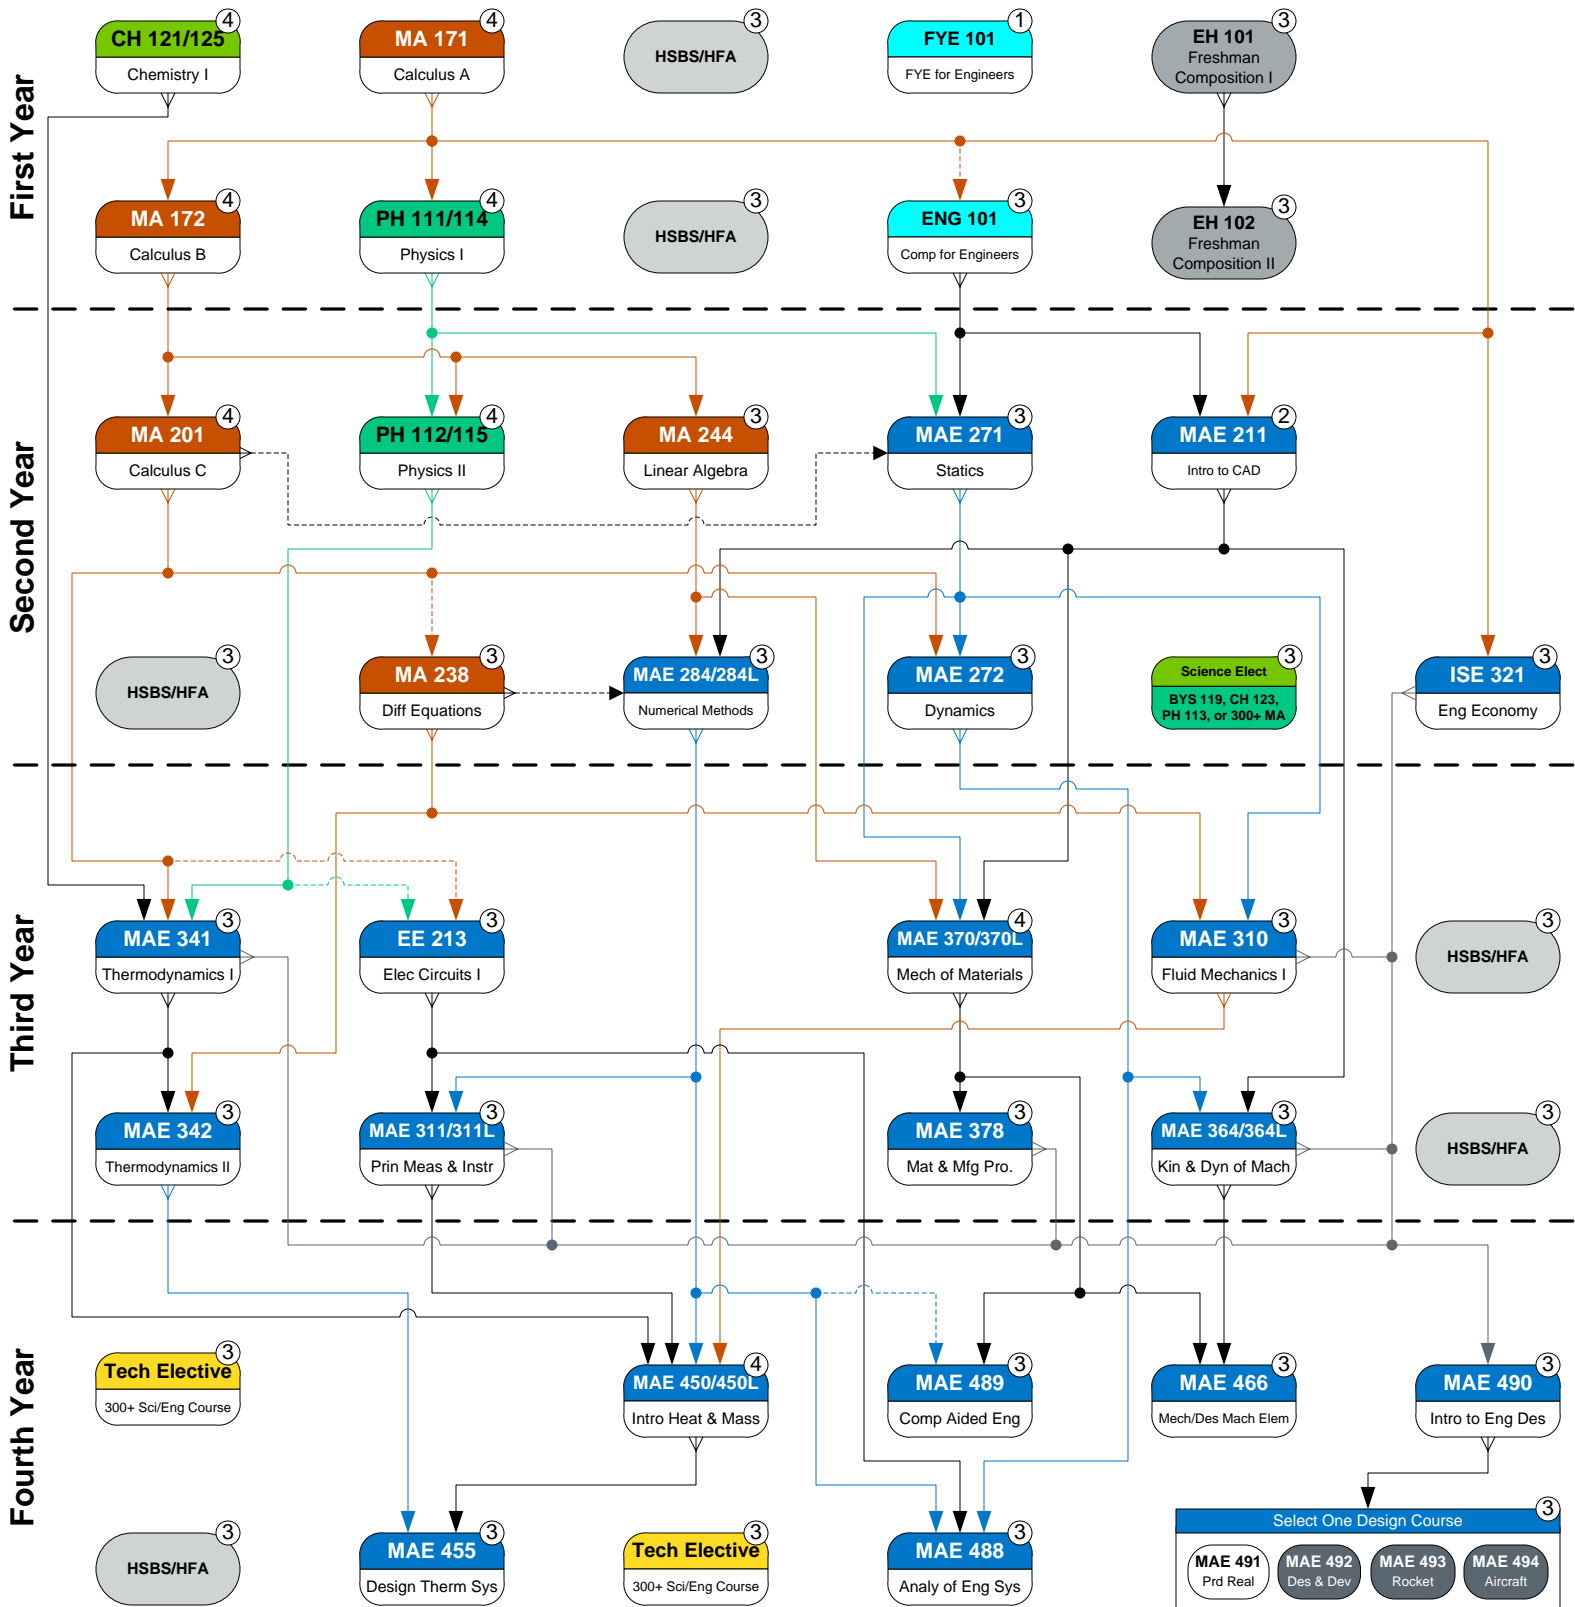 First Year
4
CH 121/125
Chemistry I
4
MA 171
Calculus A
3
HSBS/HFA
1
FYE 101
FYE for Engineers
3
EH 101
Freshman
Composition I
4
MA 172
Calculus B
4
PH 111/114
Physics I
3
HSBS/HFA
3
ENG 101
Comp for Engineers
3
EH 102
Freshman
Composition II
Second Year
4
MA 201
Calculus C
4
PH 112/115
Physics II
3
MA 244
Linear Algebra
3
MAE 271
Statics
2
MAE 211
Intro to CAD
3
HSBS/HFA
3
MA 238
Diff Equations
3
MAE 284/284L
Numerical Methods
3
MAE 272
Dynamics
3
Science Elect
BYS 119, CH 123,
PH 113, or 300+ MA
3
ISE 321
Eng Economy
Third Year
3
MAE 341
Thermodynamics I
3
EE 213
Elec Circuits I
4
MAE 370/370L
Mech of Materials
3
MAE 310
Fluid Mechanics I
3
HSBS/HFA
3
MAE 342
Thermodynamics II
3
MAE 311/311L
Prin Meas & Instr
3
MAE 378
Mat & Mfg Pro.
3
MAE 364/364L
Kin & Dyn of Mach
3
HSBS/HFA
Fourth Year
3
Tech Elective
300+ Sci/Eng Course
4
MAE 450/450L
Intro Heat & Mass
3
MAE 489
Comp Aided Eng
3
MAE 466
Mech/Des Mach Elem
3
MAE 490
Intro to Eng Des
3
HSBS/HFA
3
MAE 455
Design Therm Sys
3
Tech Elective
300+ Sci/Eng Course
3
MAE 488
Analy of Eng Sys
3
Select One Design Course
MAE 491
Prd Real
MAE 492
Des & Dev
MAE 493
Rocket
MAE 494
Aircraft